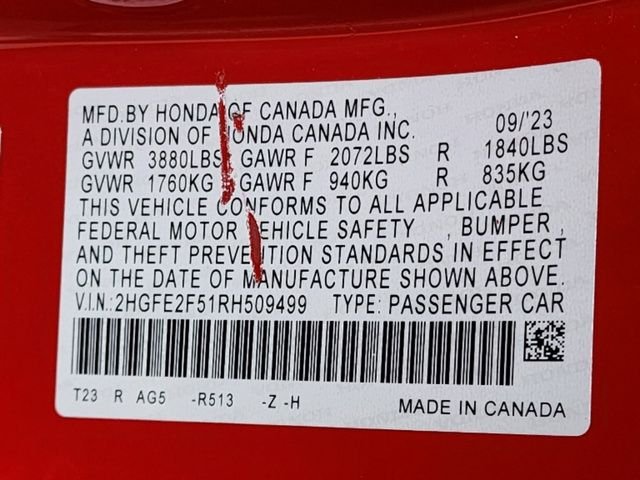 MFD.BY HONDA OF CANADA MFG.,
A DIVISION OF HONDA CANADA INC. 09/'23
GVWR 3880LBS GAWR F 2072LBS R 1840LBS
GVWR 1760KG GAWR F 940KG R 835KG
THIS VEHICLE CONFORMS TO ALL APPLICABLE
FEDERAL MOTOR VEHICLE SAFETY , BUMPER ,
AND THEFT PREVENTION STANDARDS IN EFFECT
ON THE DATE OF MANUFACTURE SHOWN ABOVE.
V.I.N.:2HGFE2F51RH509499 TYPE: PASSENGER CAR
T23 R AG5 -R513 -Z -H MADE IN CANADA